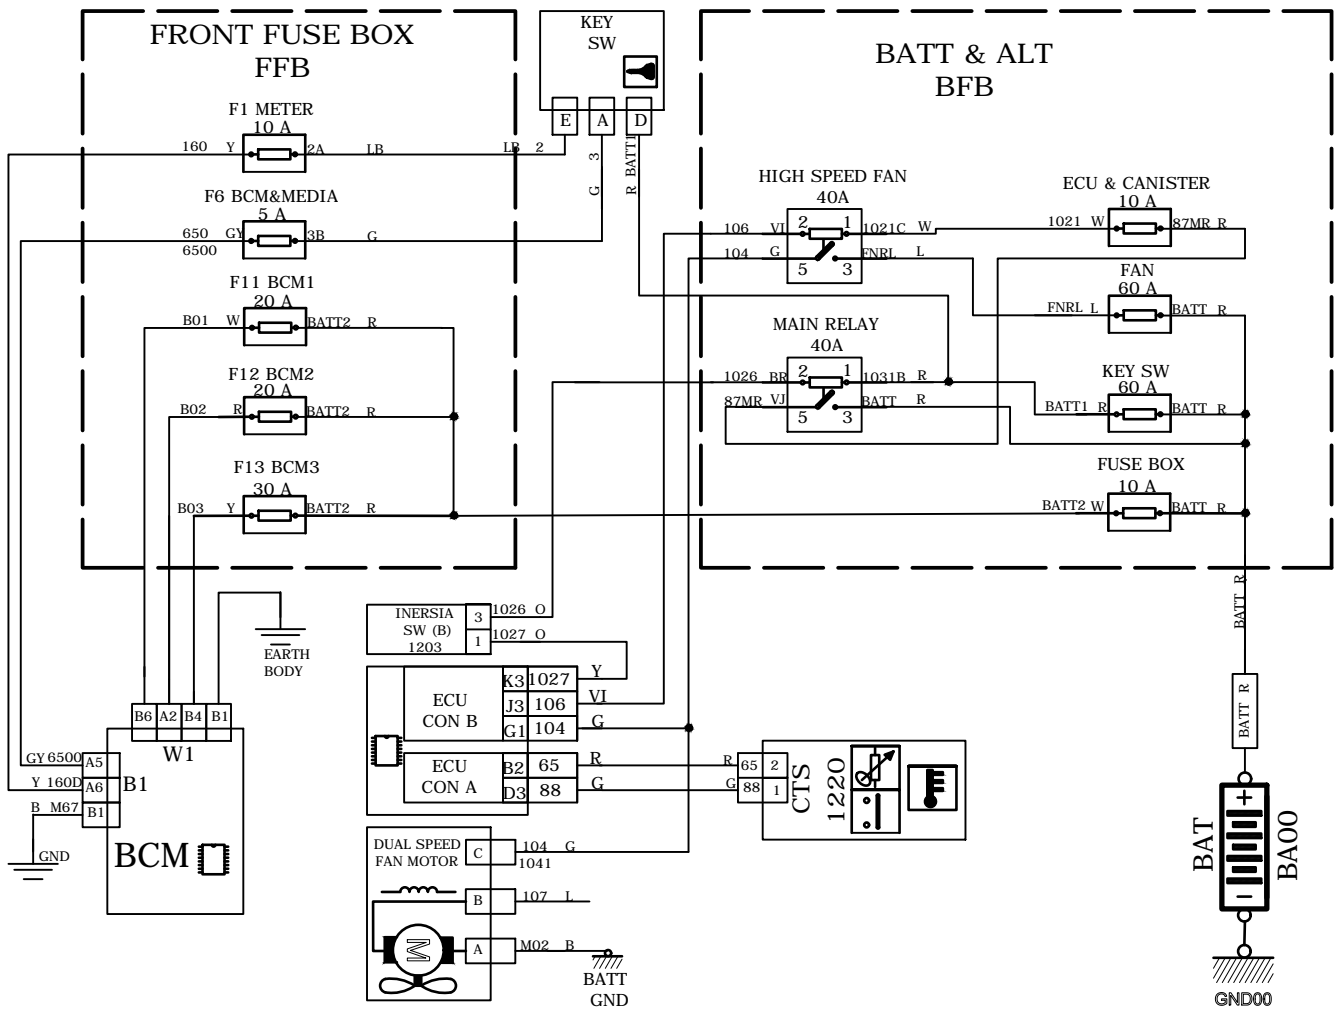 FRONT FUSE BOX
FFB
KEY
SW
E A D
BATT & ALT
BFB
F1 METER
10 A
160 Y 2A LB LB 2
G 3
R BATT1
F6 BCM&MEDIA
5 A
650 GY 3B G
6500
F11 BCM1
20 A
B01 W BATT2 R
F12 BCM2
20 A
B02 R BATT2 R
F13 BCM3
30 A
B03 Y BATT2 R
HIGH SPEED FAN
40A
106 VI 2 1 1021C W
104 G 5 3 FNRL L
ECU & CANISTER
10 A
1021 W 87MR R
FAN
60 A
FNRL L BATT R
MAIN RELAY
40A
1026 BR 2 1 1031B R
87MR VJ 5 3 BATT R
KEY SW
60 A
BATT1 R BATT R
FUSE BOX
10 A
BATT2 W BATT R
BATT R
BATT R
EARTH
BODY
INERSIA
SW (B)
1203
3 1026 O
1 1027 O
ECU
CON B
K3 1027 Y
J3 106 VI
G1 104 G
ECU
CON A
B2 65 R
D3 88 G
R 65 2
G 88 1
CTS
1220
B6 A2 B4 B1
W1
GY 6500 A5
Y 160D A6
B M67 B1
B1
GND
BCM
DUAL SPEED
FAN MOTOR
C 104 G
1041
B 107 L
A M02 B
M
BATT
GND
BAT
BA00
+
−
GND00